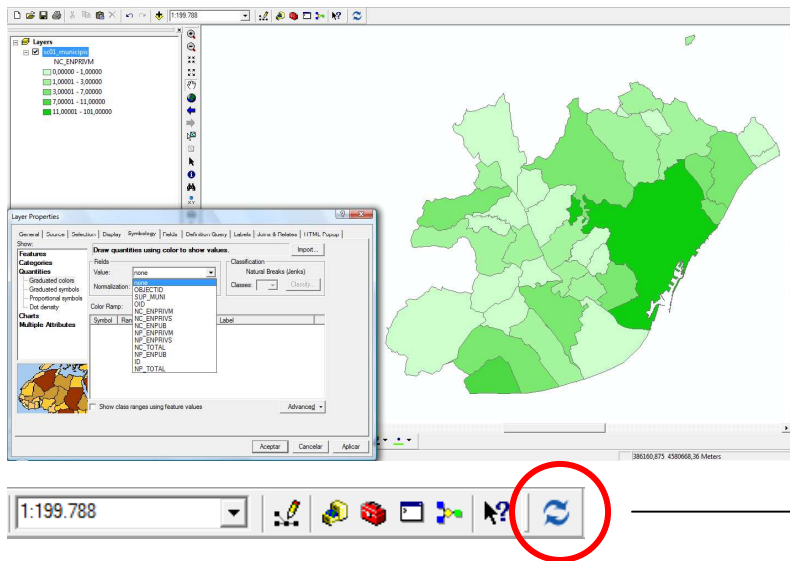 1:199.788
Layers
sc01_municipis
NC_ENPRIVM
0,00000 - 1,00000
1,00001 - 3,00000
3,00001 - 7,00000
7,00001 - 11,00000
11,00001 - 101,00000
Layer Properties
General Source Selection Display Symbology Fields Definition Query Labels Joins & Relates HTML Popup
Show:
Features
Categories
Quantities
Graduated colors
Graduated symbols
Proportional symbols
Dot density
Charts
Multiple Attributes
Draw quantities using color to show values.
Import...
Fields
Value: none
Normalization:
none
OBJECTID
SUP_MUNI
OID
NC_ENPRIVM
NC_ENPRIVS
NC_ENPUB
NP_ENPRIVM
NP_ENPRIVS
NC_TOTAL
NP_ENPUB
ID
NP_TOTAL
Classification
Natural Breaks (Jenks)
Classes: Classify...
Color Ramp:
Symbol Ran Label
Show class ranges using feature values
Advanced
Aceptar Cancelar Aplicar
386160,875 4580668,36 Meters
1:199.788